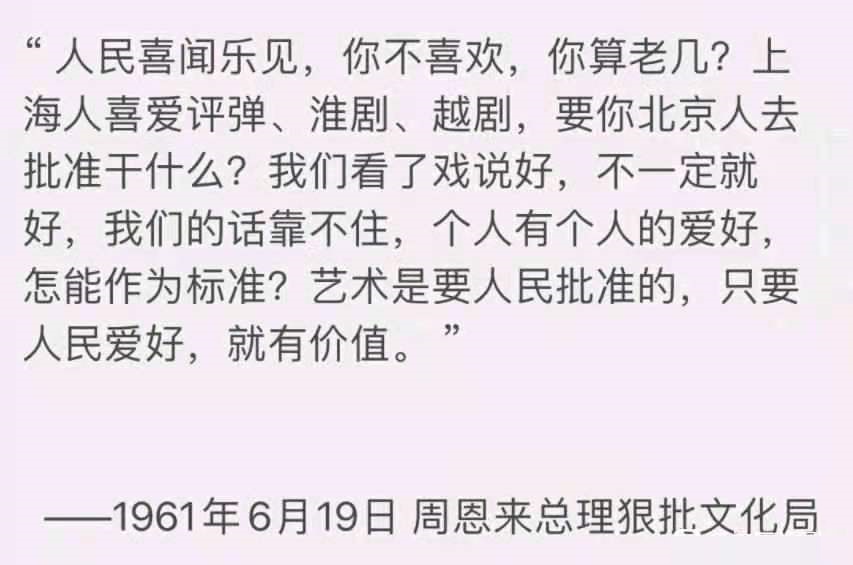 “人民喜闻乐见，你不喜欢，你算老几？上
海人喜爱评弹、淮剧、越剧，要你北京人去
批准干什么？我们看了戏说好，不一定就
好，我们的话靠不住，个人有个人的爱好，
怎能作为标准？艺术是要人民批准的，只要
人民爱好，就有价值。”
——1961年6月19日 周恩来总理狠批文化局